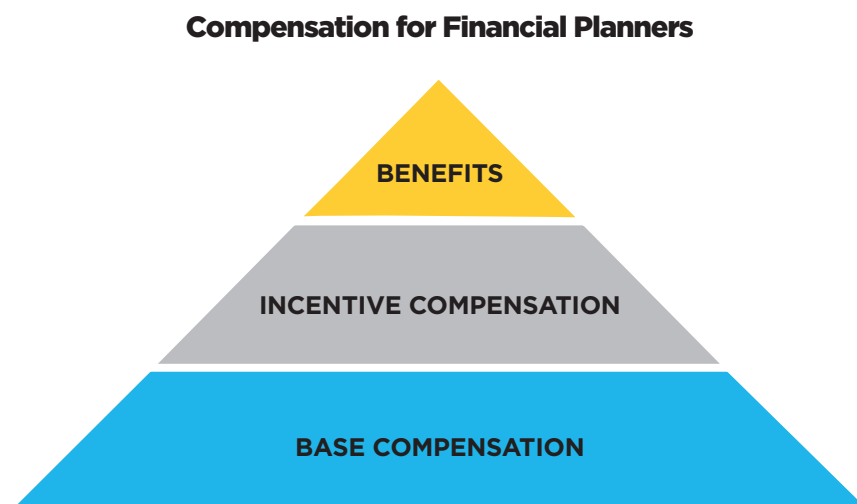 Compensation for Financial Planners
BENEFITS
INCENTIVE COMPENSATION
BASE COMPENSATION